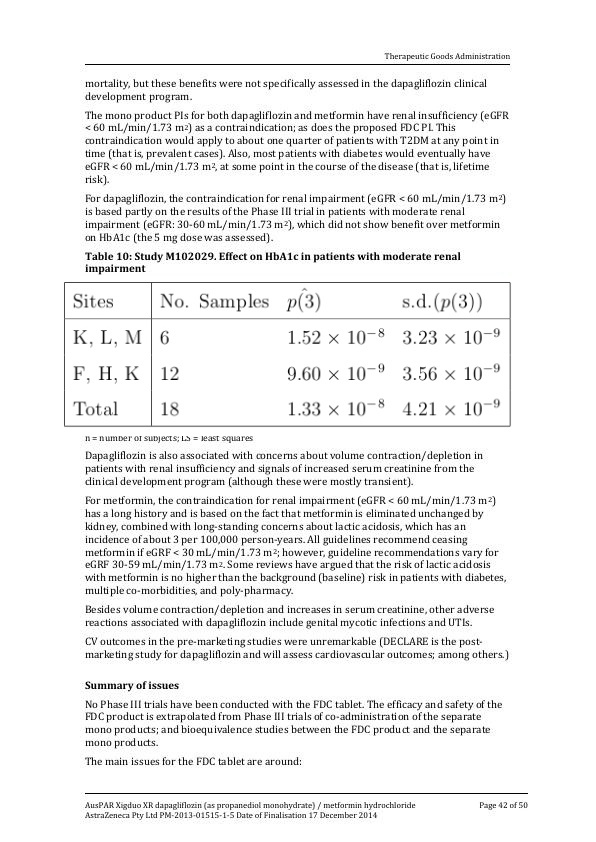 Therapeutic Goods Administration
mortality, but these benefits were not specifically assessed in the dapagliflozin clinical
development program.
The mono product PIs for both dapagliflozin and metformin have renal insufficiency (eGFR
< 60 mL/min/1.73 m²) as a contraindication; as does the proposed FDC PI. This
contraindication would apply to about one quarter of patients with T2DM at any point in
time (that is, prevalent cases). Also, most patients with diabetes would eventually have
eGFR < 60 mL/min/1.73 m², at some point in the course of the disease (that is, lifetime
risk).
For dapagliflozin, the contraindication for renal impairment (eGFR < 60 mL/min/1.73 m²)
is based partly on the results of the Phase III trial in patients with moderate renal
impairment (eGFR: 30-60 mL/min/1.73 m²), which did not show benefit over metformin
on HbA1c (the 5 mg dose was assessed).
Table 10: Study M102029. Effect on HbA1c in patients with moderate renal
impairment
Sites No. Samples p(̂3) s.d.(p(3))
K, L, M 6 1.52 × 10⁻⁸ 3.23 × 10⁻⁹
F, H, K 12 9.60 × 10⁻⁹ 3.56 × 10⁻⁹
Total 18 1.33 × 10⁻⁸ 4.21 × 10⁻⁹
n = number of subjects; LS = least squares
Dapagliflozin is also associated with concerns about volume contraction/depletion in
patients with renal insufficiency and signals of increased serum creatinine from the
clinical development program (although these were mostly transient).
For metformin, the contraindication for renal impairment (eGFR < 60 mL/min/1.73 m²)
has a long history and is based on the fact that metformin is eliminated unchanged by
kidney, combined with long-standing concerns about lactic acidosis, which has an
incidence of about 3 per 100,000 person-years. All guidelines recommend ceasing
metformin if eGRF < 30 mL/min/1.73 m²; however, guideline recommendations vary for
eGRF 30-59 mL/min/1.73 m². Some reviews have argued that the risk of lactic acidosis
with metformin is no higher than the background (baseline) risk in patients with diabetes,
multiple co-morbidities, and poly-pharmacy.
Besides volume contraction/depletion and increases in serum creatinine, other adverse
reactions associated with dapagliflozin include genital mycotic infections and UTIs.
CV outcomes in the pre-marketing studies were unremarkable (DECLARE is the post-
marketing study for dapagliflozin and will assess cardiovascular outcomes; among others.)
Summary of issues
No Phase III trials have been conducted with the FDC tablet. The efficacy and safety of the
FDC product is extrapolated from Phase III trials of co-administration of the separate
mono products; and bioequivalence studies between the FDC product and the separate
mono products.
The main issues for the FDC tablet are around:
AusPAR Xigduo XR dapagliflozin (as propanediol monohydrate) / metformin hydrochloride Page 42 of 50
AstraZeneca Pty Ltd PM-2013-01515-1-5 Date of Finalisation 17 December 2014